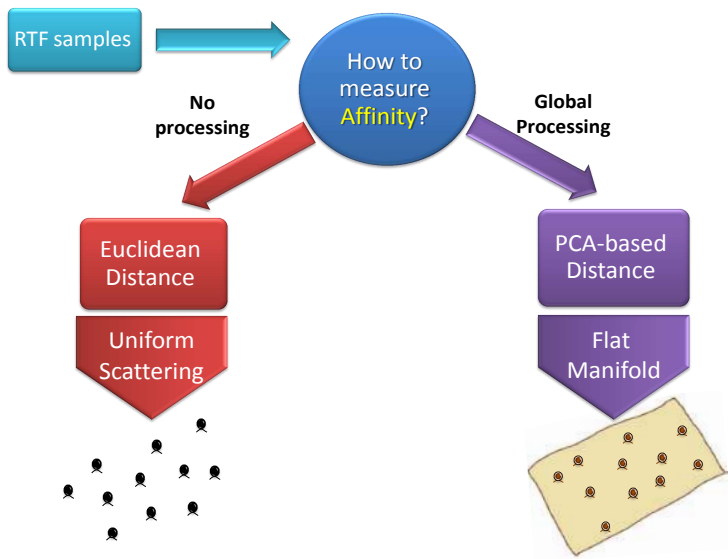 RTF samples
How to
measure
Affinity?
No
processing
Global
Processing
Euclidean
Distance
PCA-based
Distance
Uniform
Scattering
Flat
Manifold